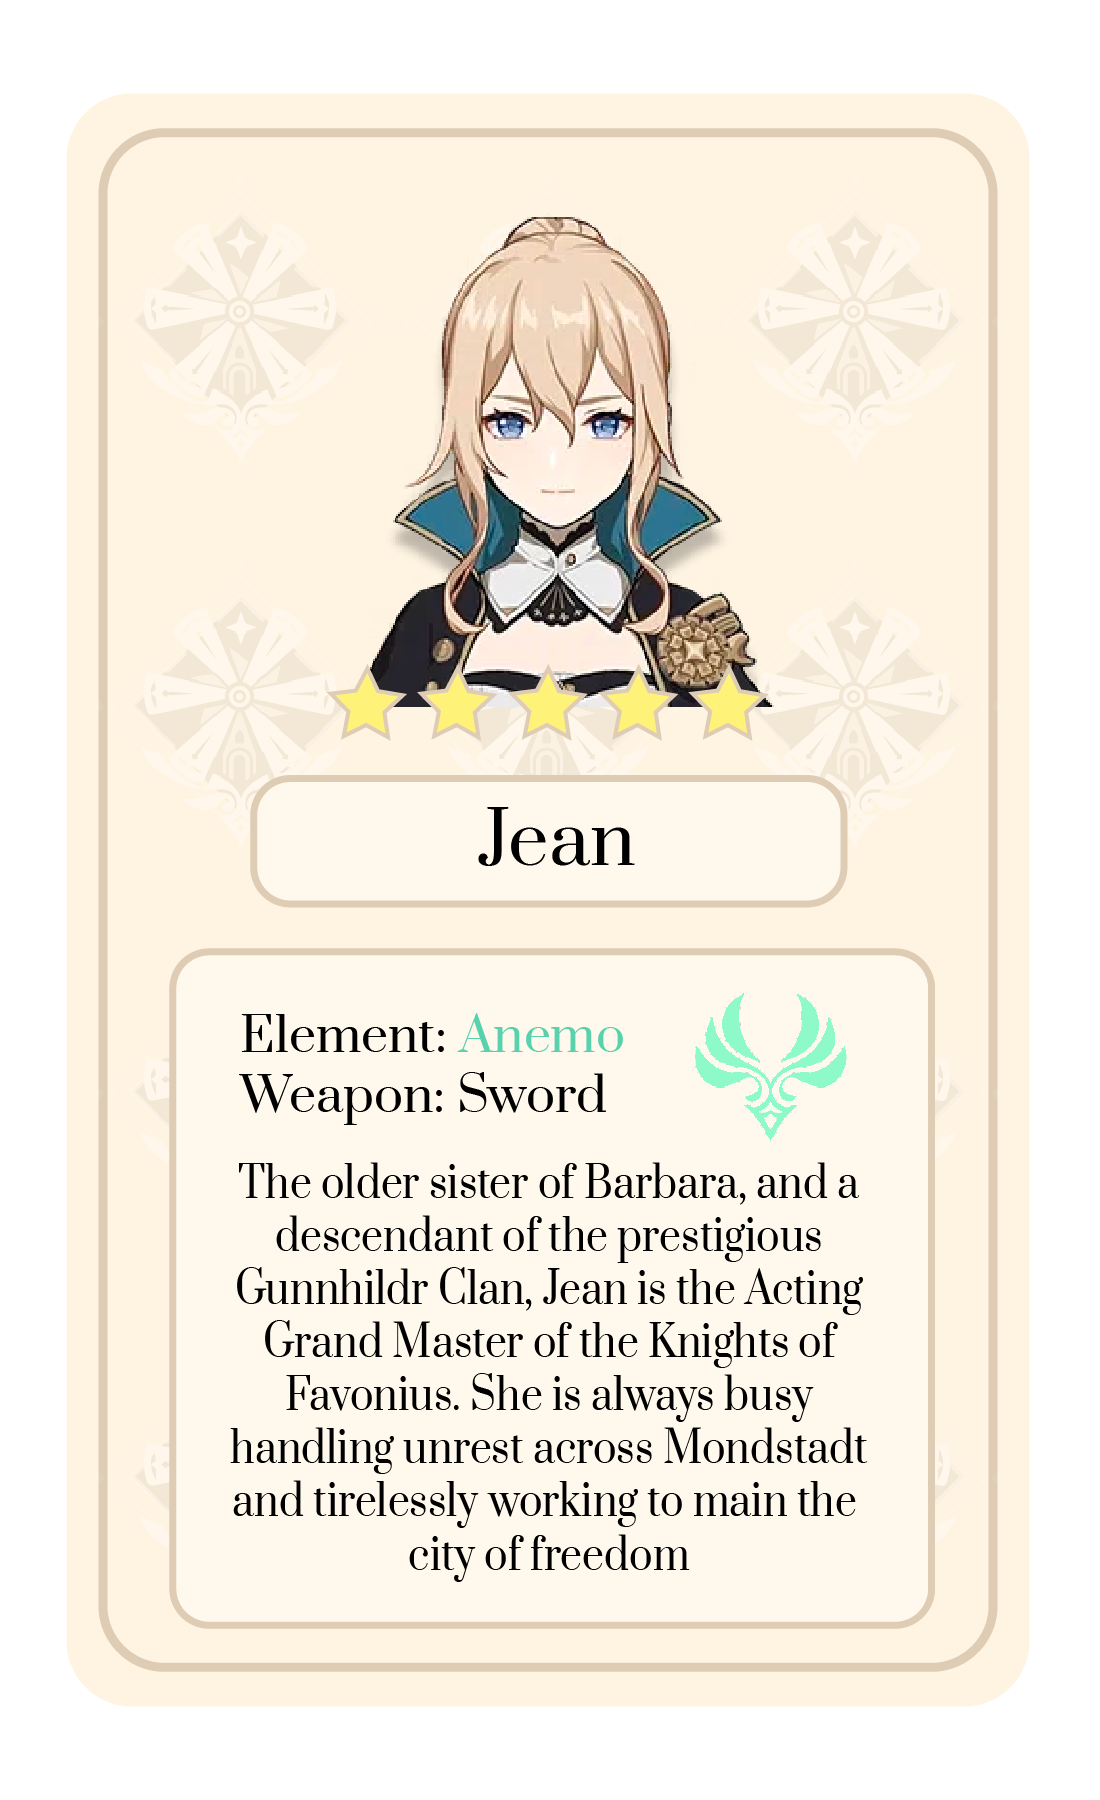 Jean
Element: Anemo
Weapon: Sword
The older sister of Barbara, and a
descendant of the prestigious
Gunnhildr Clan, Jean is the Acting
Grand Master of the Knights of
Favonius. She is always busy
handling unrest across Mondstadt
and tirelessly working to main the
city of freedom